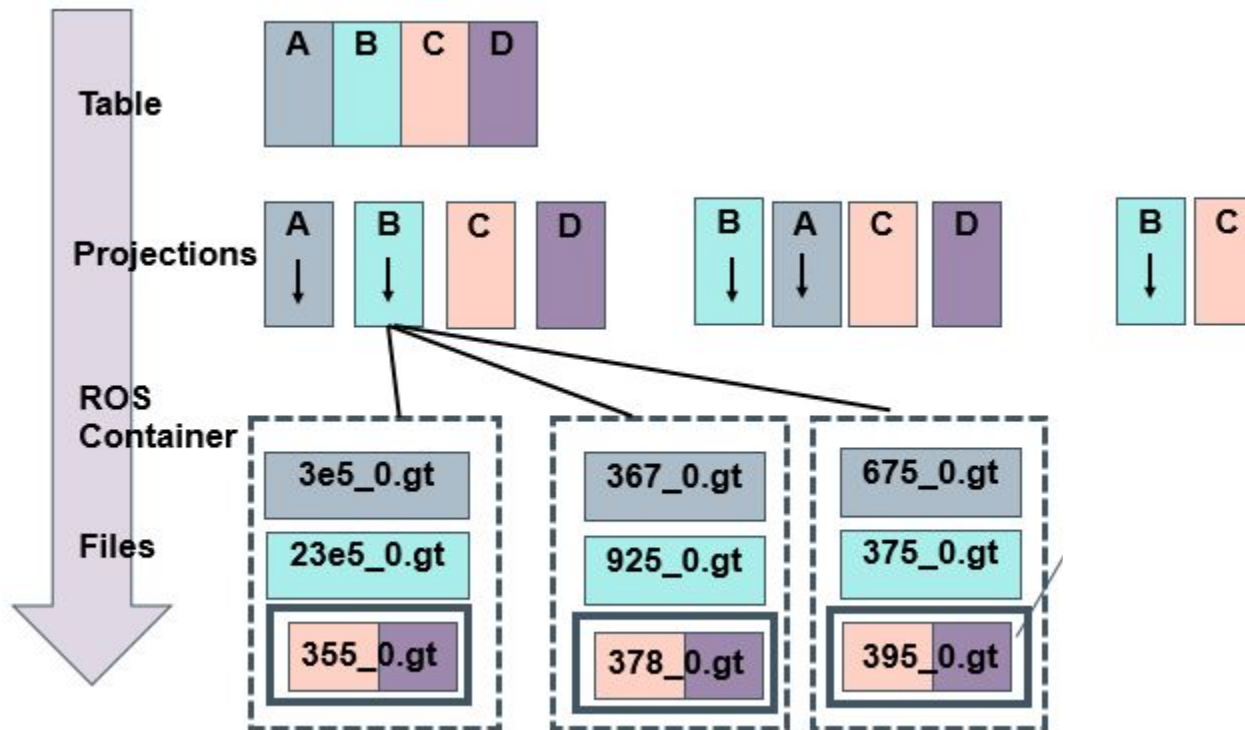 A B C D
Table
A B C D B A C D B C
Projections
ROS
Container
3e5_0.gt 367_0.gt 675_0.gt
Files
23e5_0.gt 925_0.gt 375_0.gt
355_0.gt 378_0.gt 395_0.gt